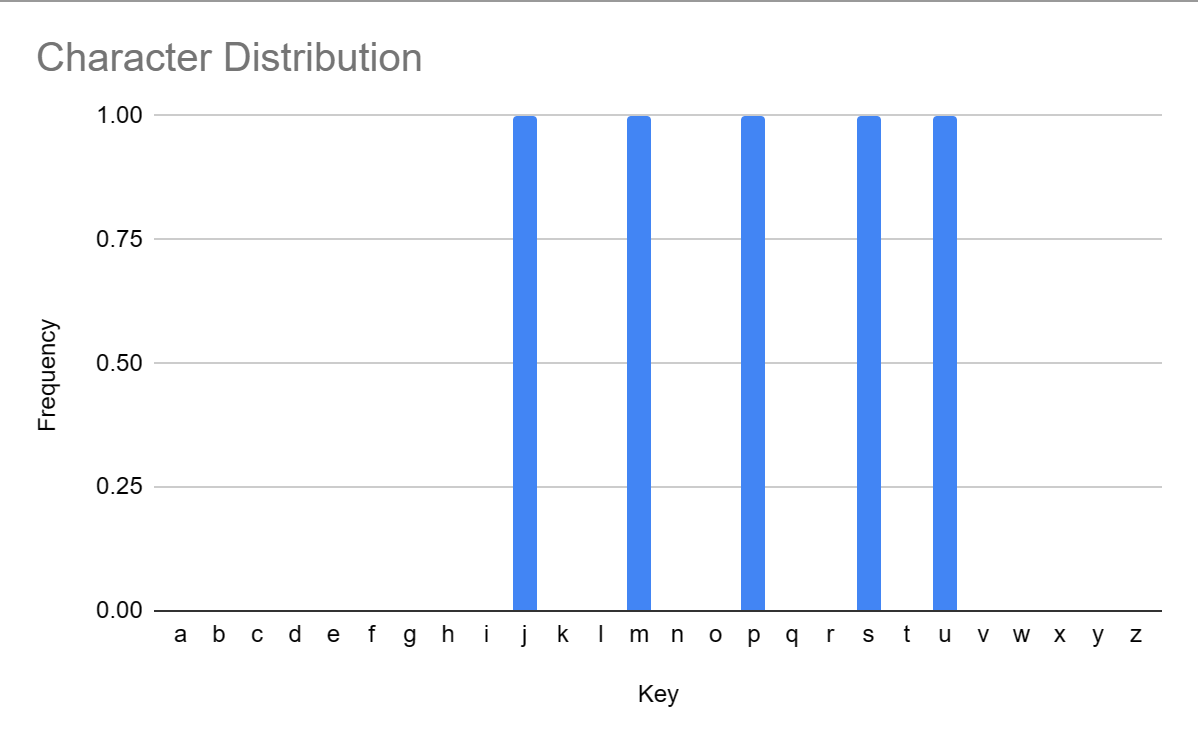 Character Distribution
1.00
0.75
0.50
0.25
0.00
Frequency
a b c d e f g h i j k l m n o p q r s t u v w x y z
Key